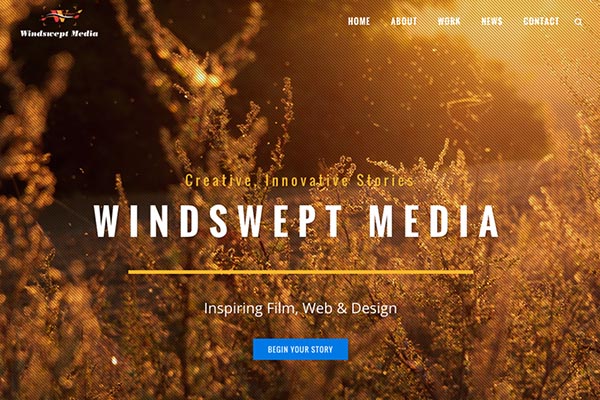 Windswept Media
HOME ABOUT WORK NEWS CONTACT
Creative, Innovative Stories
WINDSWEPT MEDIA
Inspiring Film, Web & Design
BEGIN YOUR STORY